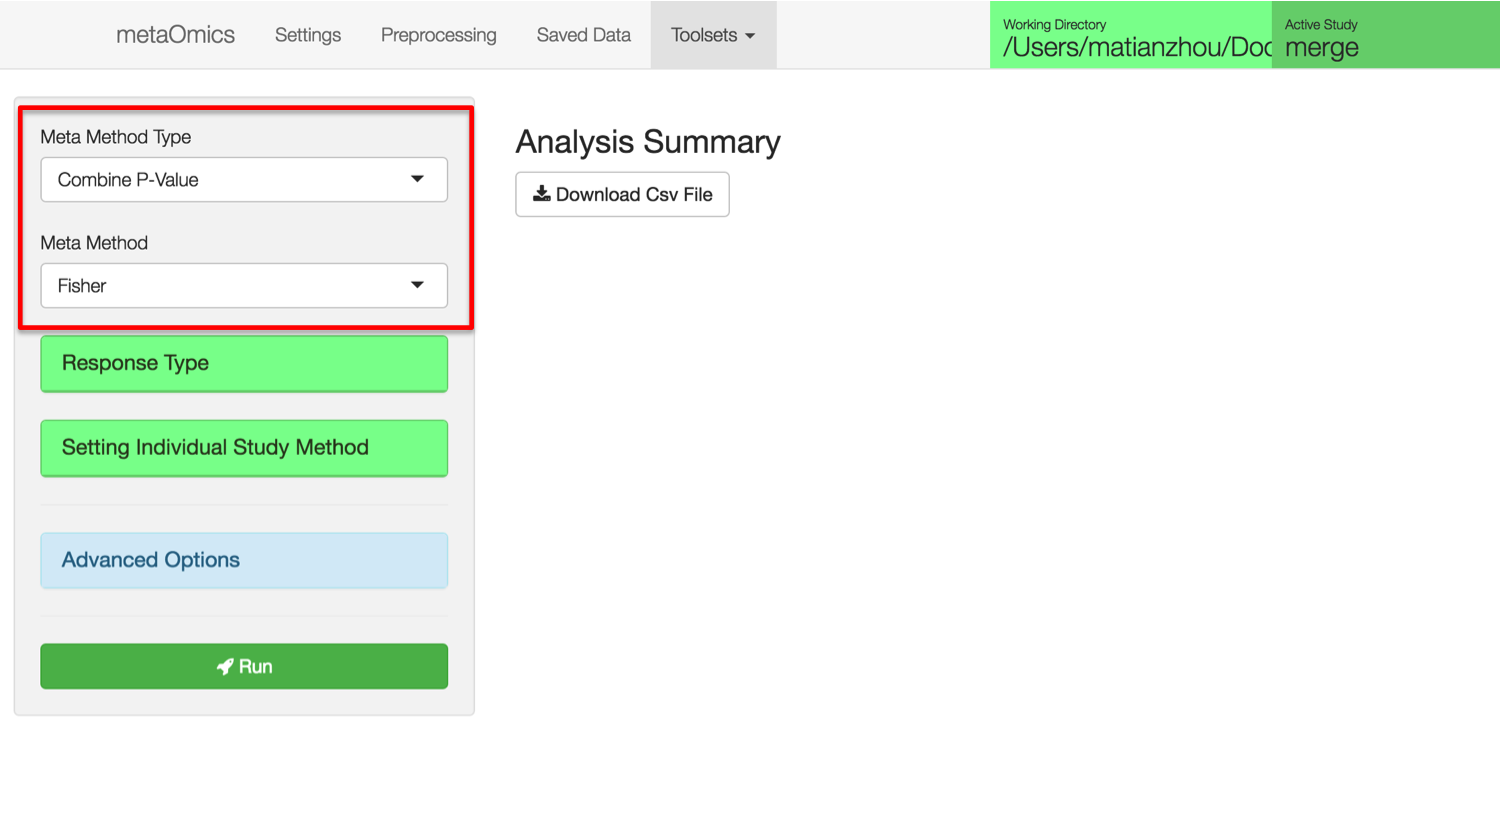 metaOmics Settings Preprocessing Saved Data Toolsets
Working Directory
/Users/matianzhou/Doc
Active Study
merge
Meta Method Type
Combine P-Value
Meta Method
Fisher
Response Type
Setting Individual Study Method
Advanced Options
Run
Analysis Summary
Download Csv File